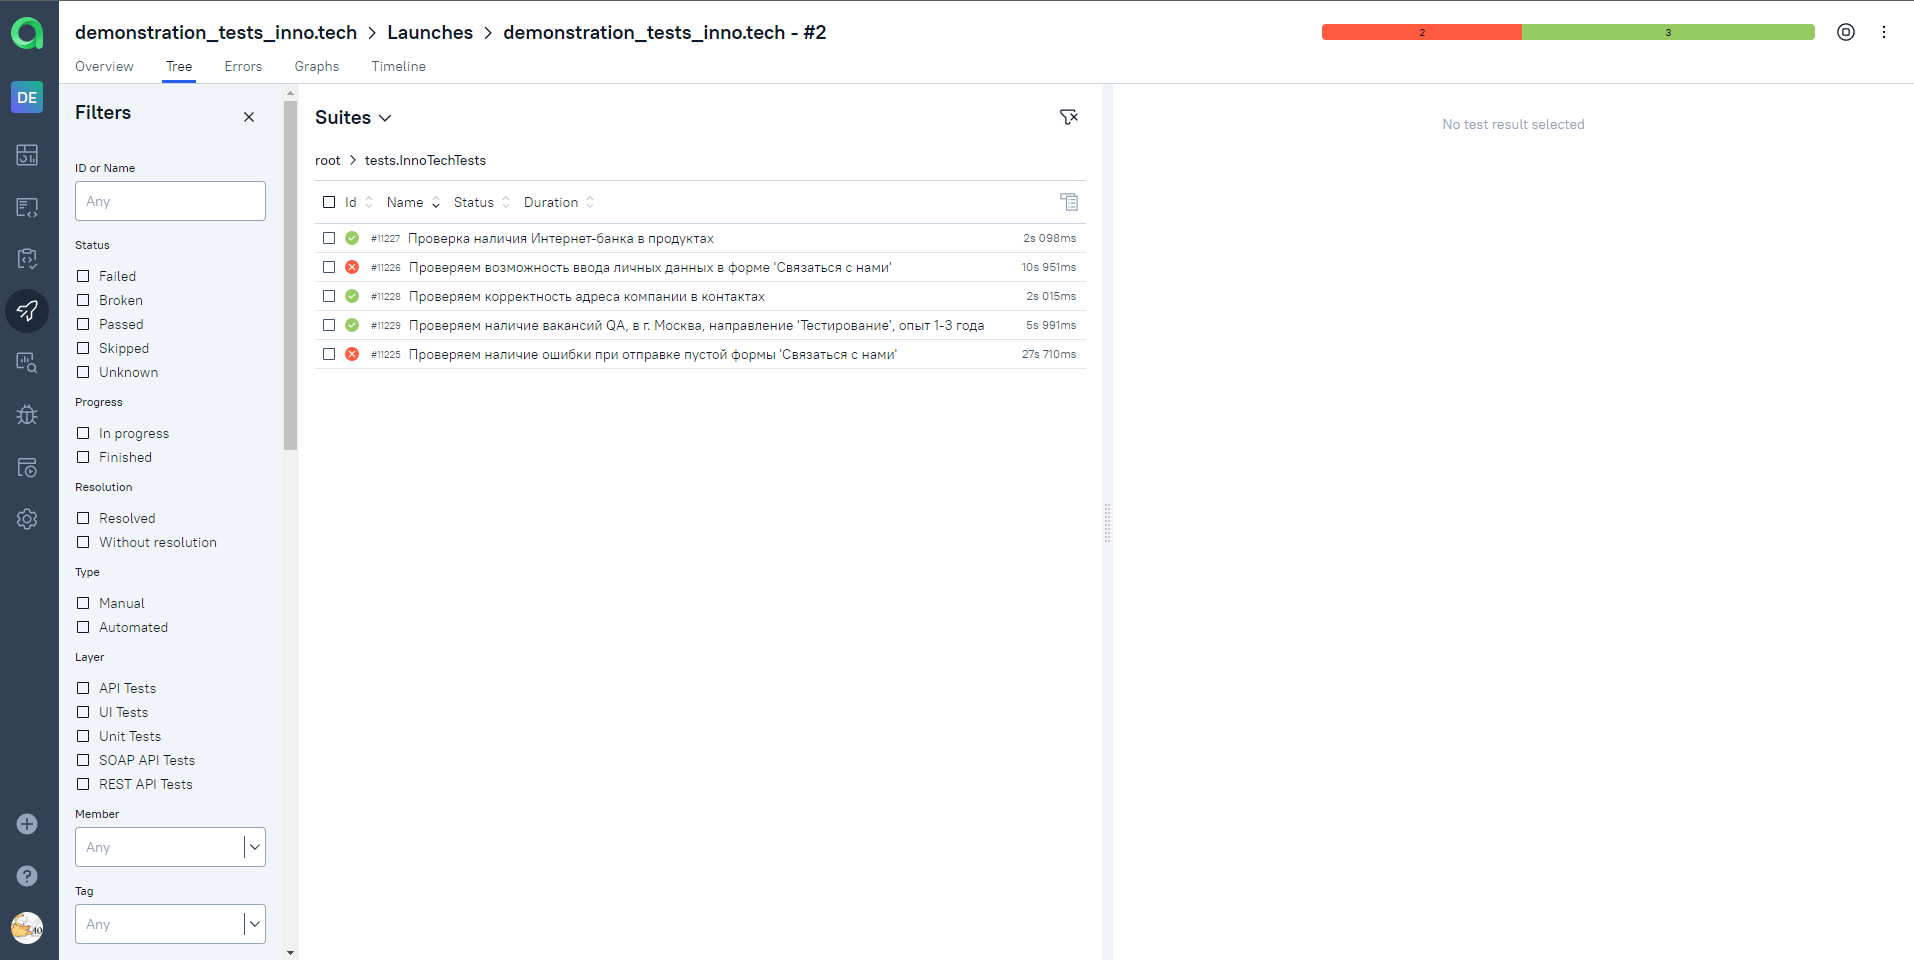 demonstration_tests_inno.tech > Launches > demonstration_tests_inno.tech - #2
2
3
Overview Tree Errors Graphs Timeline
DE
Filters
ID or Name
Any
Status
Failed
Broken
Passed
Skipped
Unknown
Progress
In progress
Finished
Resolution
Resolved
Without resolution
Type
Manual
Automated
Layer
API Tests
UI Tests
Unit Tests
SOAP API Tests
REST API Tests
Member
Any
Tag
Any
Suites
root > tests.InnoTechTests
Id Name Status Duration
#11227 Проверка наличия Интернет-банка в продуктах 2s 098ms
#11226 Проверяем возможность ввода личных данных в форме 'Связаться с нами' 10s 951ms
#11228 Проверяем корректность адреса компании в контактах 2s 015ms
#11229 Проверяем наличие вакансий QA, в г. Москва, направление 'Тестирование', опыт 1-3 года 5s 991ms
#11225 Проверяем наличие ошибки при отправке пустой формы 'Связаться с нами' 27s 710ms
No test result selected